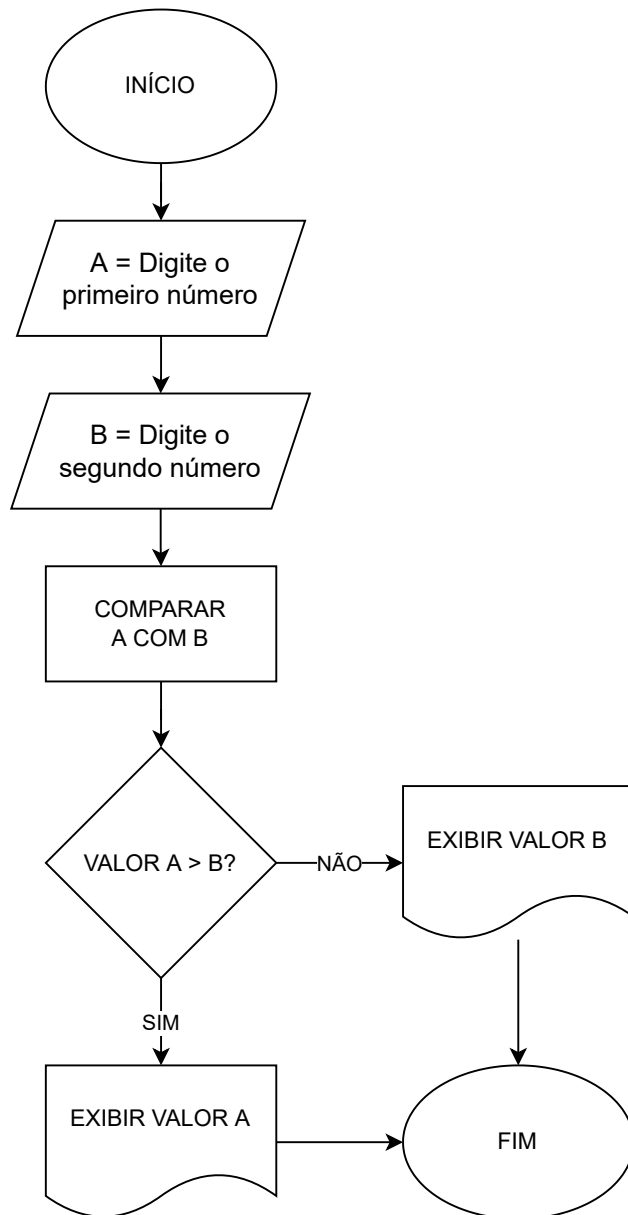 INÍCIO
A = Digite o
primeiro número
B = Digite o
segundo número
COMPARAR
A COM B
VALOR A > B?
NÃO
EXIBIR VALOR B
SIM
EXIBIR VALOR A
FIM